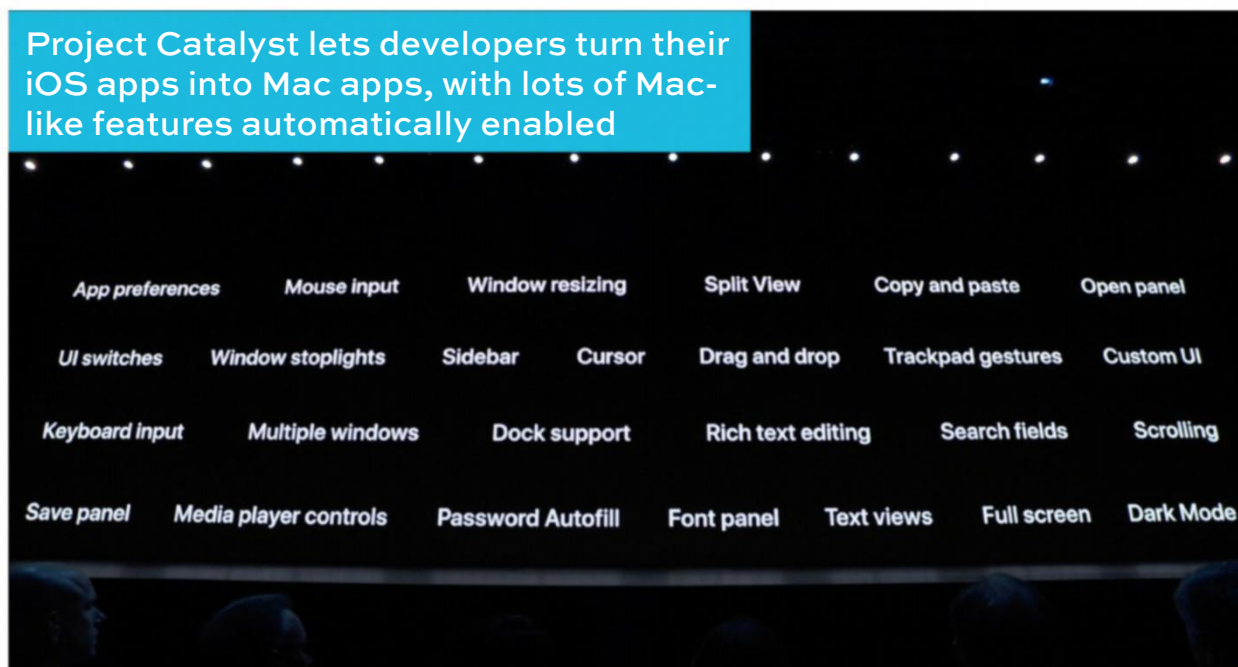 Project Catalyst lets developers turn their
iOS apps into Mac apps, with lots of Mac-
like features automatically enabled
App preferences Mouse input Window resizing Split View Copy and paste Open panel
UI switches Window stoplights Sidebar Cursor Drag and drop Trackpad gestures Custom UI
Keyboard input Multiple windows Dock support Rich text editing Search fields Scrolling
Save panel Media player controls Password Autofill Font panel Text views Full screen Dark Mode